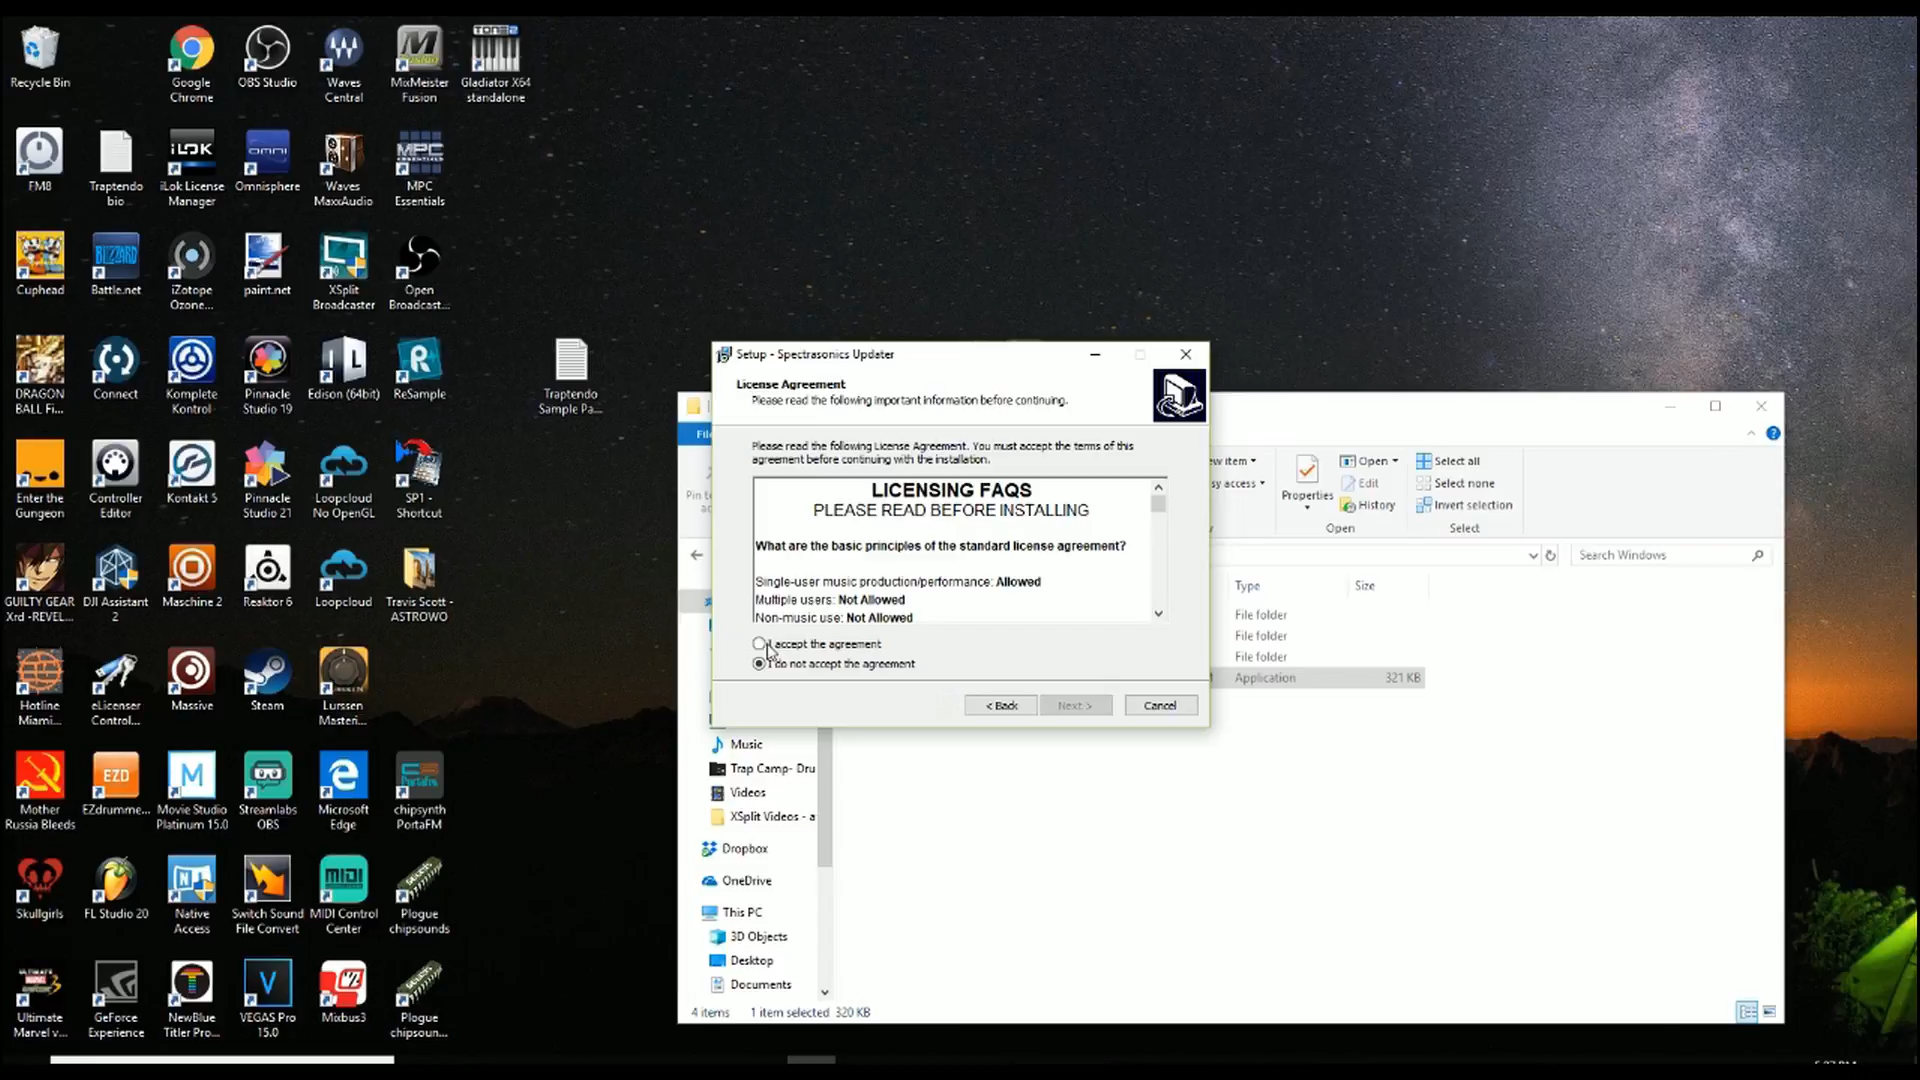 Recycle Bin
Google Chrome
OBS Studio
Waves Central
MixMeister Fusion
TONE2
Gladiator X64 standalone
FM8
Traptendo bio
iLOK
iLok License Manager
OMNI
Omnisphere
Waves MaxxAudio
MPC ESSENTIALS
MPC Essentials
Cuphead
BLIZZARD
Battle.net
iZotope Ozone...
paint.net
XSplit Broadcaster
Open Broadcast...
DRAGON BALL Fi...
Connect
Komplete Kontrol
Pinnacle Studio 19
Edison (64bit)
ReSample
Traptendo Sample Pa...
Enter the Gungeon
Controller Editor
Kontakt 5
Pinnacle Studio 21
Loopcloud No OpenGL
SP1 - Shortcut
GUILTY GEAR Xrd -REVEL...
DJI Assistant 2
Maschine 2
Reaktor 6
Loopcloud
Travis Scott - ASTROWO
Hotline Miami...
eLicenser Control...
Massive
Steam
Lurssen Masteri...
Mother Russia Bleeds
EZD
EZdrumme...
Movie Studio Platinum 15.0
Streamlabs OBS
Microsoft Edge
chipsynth PortaFM
Skullgirls
FL Studio 20
Native Access
Switch Sound File Convert
MIDI
MIDI Control Center
Plogue chipsounds
Ultimate Marvel v...
GeForce Experience
NewBlue Titler Pro...
VEGAS Pro 15.0
Mixbus3
Plogue chipsoun...
Setup - Spectrasonics Updater
License Agreement
Please read the following important information before continuing.
Please read the following License Agreement. You must accept the terms of this
agreement before continuing with the installation.
LICENSING FAQS
PLEASE READ BEFORE INSTALLING
What are the basic principles of the standard license agreement?
Single-user music production/performance: Allowed
Multiple users: Not Allowed
Non-music use: Not Allowed
I accept the agreement
I do not accept the agreement
< Back
Next >
Cancel
Open
Select all
Edit
Select none
Properties
History
Invert selection
Open
Select
Search Windows
Type
Size
File folder
File folder
File folder
Application
321 KB
Music
Trap Camp- Dru
Videos
XSplit Videos - a
Dropbox
OneDrive
This PC
3D Objects
Desktop
Documents
4 items
1 item selected 320 KB